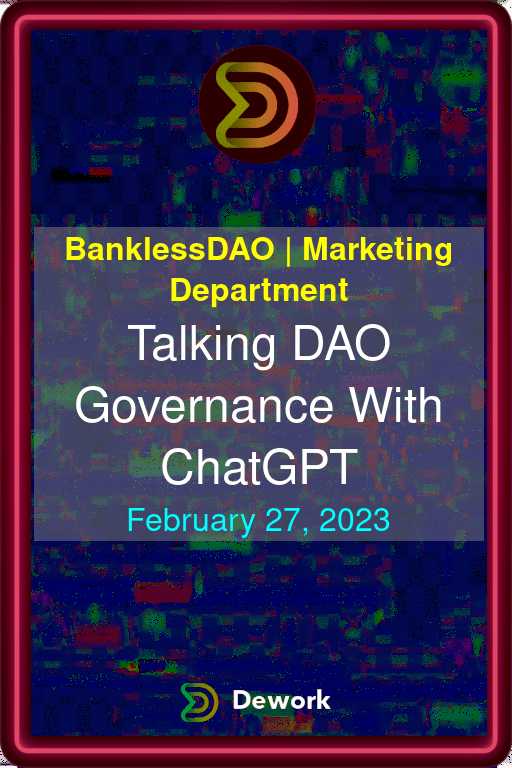 BanklessDAO | Marketing
Department
Talking DAO
Governance With
ChatGPT
February 27, 2023
Dework